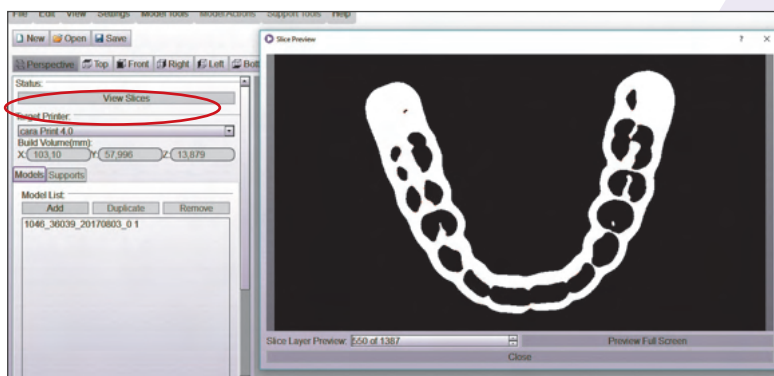 File Edit View Settings Model Tools Model Actions Support Tools Help
New Open Save
Slice Preview ? ×
Perspective Top Front Right Left Bot
Status:
View Slices
Target Printer:
cara Print 4.0
Build Volume(mm):
X: 103,10 Y: 57,996 Z: 13,879
Models Supports
Model List:
Add Duplicate Remove
1046_36039_20170803_0 1
Slice Layer Preview: 550 of 1387 Preview Full Screen
Close